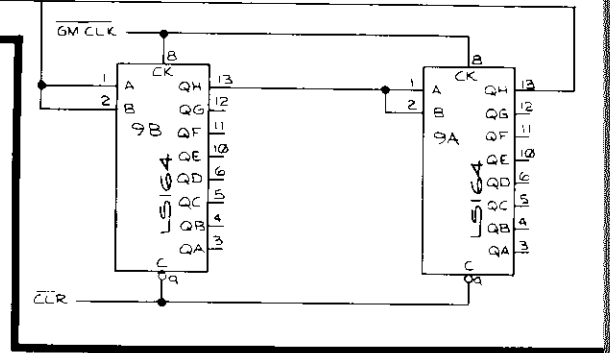 GM CLK
8
CK
1 A
QH 13
2 B
QG 12
9B
QF 11
QE 10
QD 6
LS164
QC 5
QB 4
QA 3
C
9
8
CK
1 A
QH 13
2 B
QG 12
9A
QF 11
QE 10
QD 6
LS164
QC 5
QB 4
QA 3
C
9
CLR